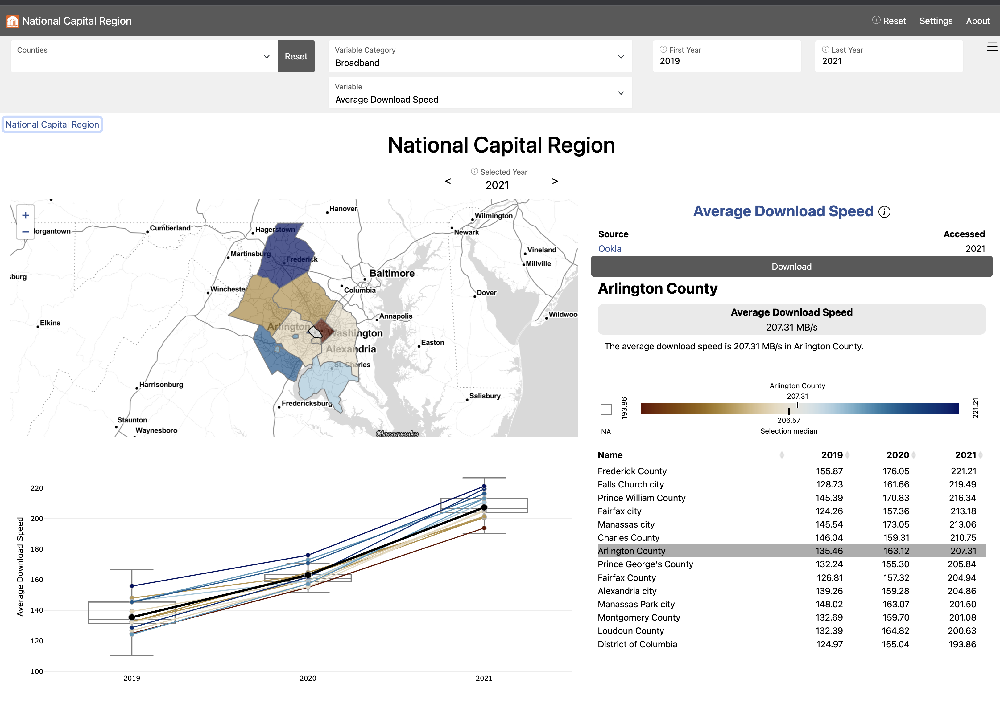 National Capital Region
Reset Settings About
Counties
Reset
Variable Category
Broadband
First Year
2019
Last Year
2021
Variable
Average Download Speed
National Capital Region
National Capital Region
Selected Year
< 2021 >
+
−
Hanover
Wilmington
Cumberland
Hagerstown
Newark
lorgantown
Martinsburg
Frederick
Vineland
Millville
Baltimore
burg
Winchester
Columbia
Dover
Annapolis
Wildwoo
Elkins
Arlington
Washington
Easton
Alexandria
St. Charles
Harrisonburg
Salisbury
Fredericksburg
Staunton
Waynesboro
Chesapeake
Average Download Speed
Source Accessed
Ookla 2021
Download
Arlington County
Average Download Speed
207.31 MB/s
The average download speed is 207.31 MB/s in Arlington County.
Arlington County
207.31
193.86
221.21
206.57
NA
Selection median
Name 2019 2020 2021
Frederick County 155.87 176.05 221.21
Falls Church city 128.73 161.66 219.49
Prince William County 145.39 170.83 216.34
Fairfax city 124.26 157.36 213.18
Manassas city 145.54 173.05 213.06
Charles County 146.04 159.31 210.75
Arlington County 135.46 163.12 207.31
Prince George's County 132.24 155.30 205.84
Fairfax County 126.81 157.32 204.94
Alexandria city 139.26 159.28 204.86
Manassas Park city 148.02 163.07 201.50
Montgomery County 132.69 159.70 201.08
Loudoun County 132.39 164.82 200.63
District of Columbia 124.97 155.04 193.86
Average Download Speed
220
200
180
160
140
120
100
2019 2020 2021